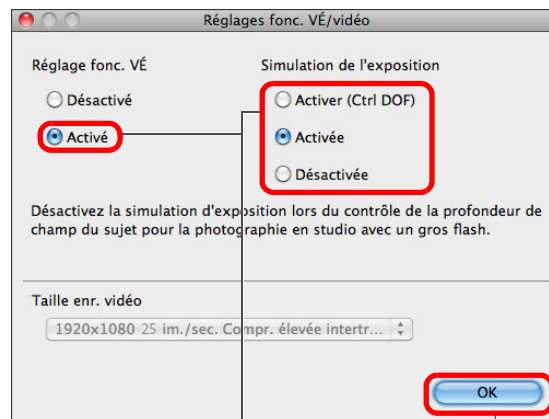 Réglages fonc. VÉ/vidéo
Réglage fonc. VÉ
Désactivé
Activé
Simulation de l'exposition
Activer (Ctrl DOF)
Activée
Désactivée
Désactivez la simulation d'exposition lors du contrôle de la profondeur de
champ du sujet pour la photographie en studio avec un gros flash.
Taille enr. vidéo
1920x1080 25 im./sec. Compr. élevée intertr...
OK